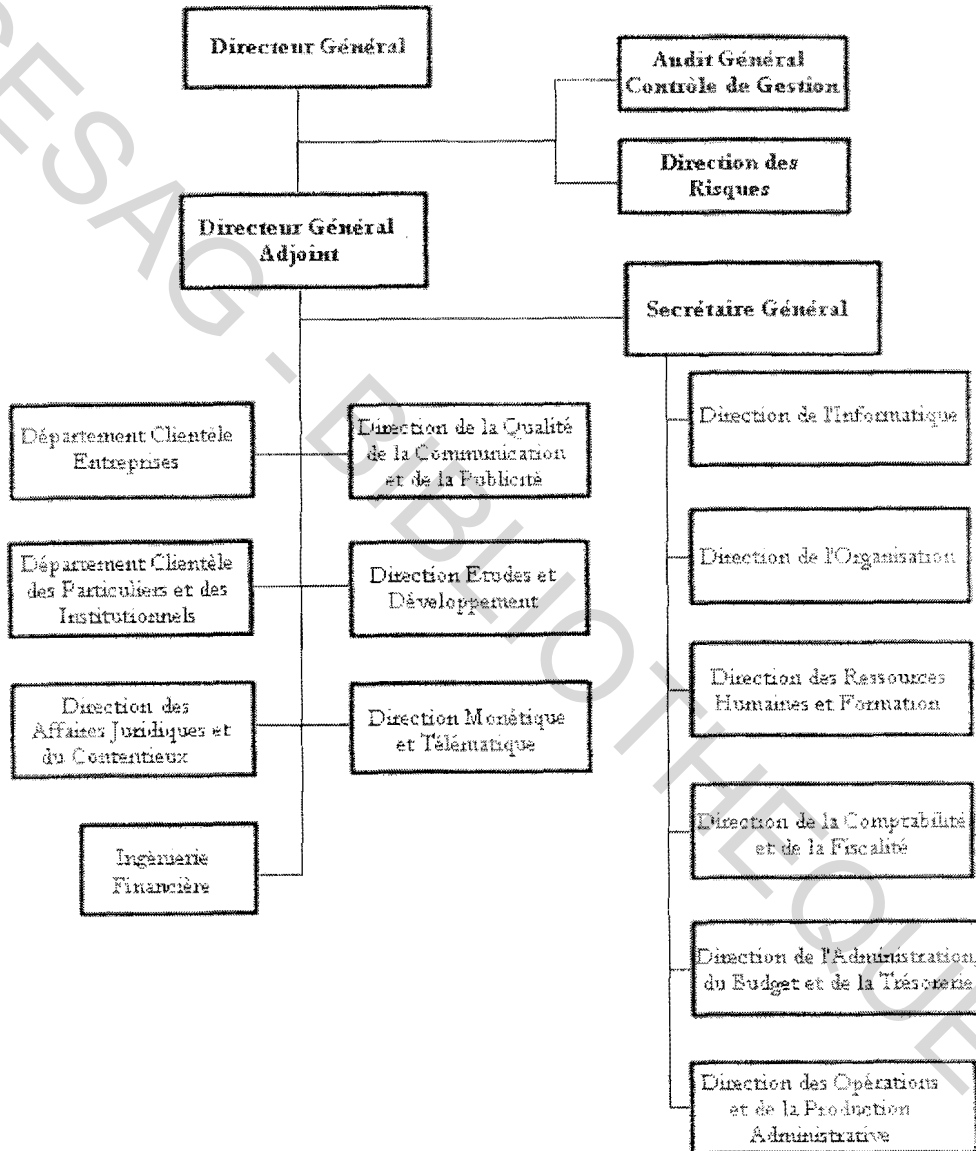 Directeur Général
Audit Général
Contrôle de Gestion
Direction des
Risques
Directeur Général
Adjoint
Secrétaire Général
Département Clientèle
Entreprises
Direction de la Qualité
de la Communication
et de la Publicité
Département Clientèle
des Particuliers et des
Institutionnels
Direction Etudes et
Développement
Direction des
Affaires Juridiques et
du Contentieux
Direction Monétique
et Télématique
Ingénierie
Financière
Direction de l'Informatique
Direction de l'Organisation
Direction des Ressources
Humaines et Formation
Direction de la Comptabilité
et de la Fiscalité
Direction de l'Administration,
du Budget et de la Trésorerie
Direction des Opérations
et de la Production
Administrative
CESAG - BIBLIOTHEQUE